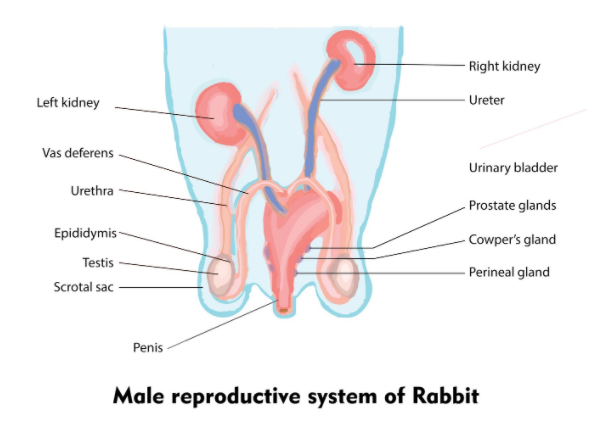 Right kidney
Left kidney
Ureter
Vas deferens
Urinary bladder
Urethra
Prostate glands
Epididymis
Cowper's gland
Testis
Perineal gland
Scrotal sac
Penis
Male reproductive system of Rabbit